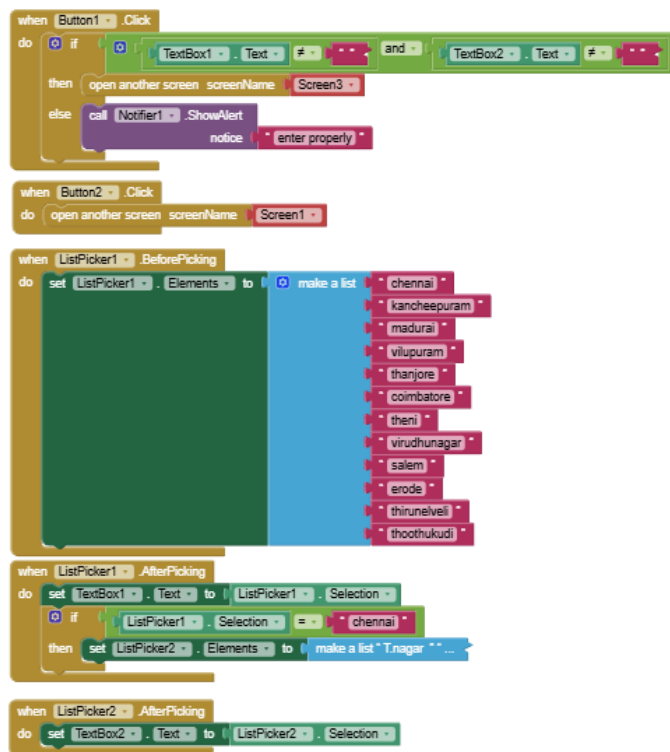 when Button1 .Click
do if TextBox1 . Text ≠ " " and TextBox2 . Text ≠ " "
then open another screen screenName Screen3
else call Notifier1 .ShowAlert
notice " enter properly "
when Button2 .Click
do open another screen screenName Screen1
when ListPicker1 .BeforePicking
do set ListPicker1 . Elements to make a list " chennai "
" kancheepuram "
" madurai "
" vilupuram "
" thanjore "
" coimbatore "
" theni "
" virudhunagar "
" salem "
" erode "
" thirunelveli "
" thoothukudi "
when ListPicker1 .AfterPicking
do set TextBox1 . Text to ListPicker1 . Selection
if ListPicker1 . Selection = " chennai "
then set ListPicker2 . Elements to make a list " T.nagar " " ...
when ListPicker2 .AfterPicking
do set TextBox2 . Text to ListPicker2 . Selection